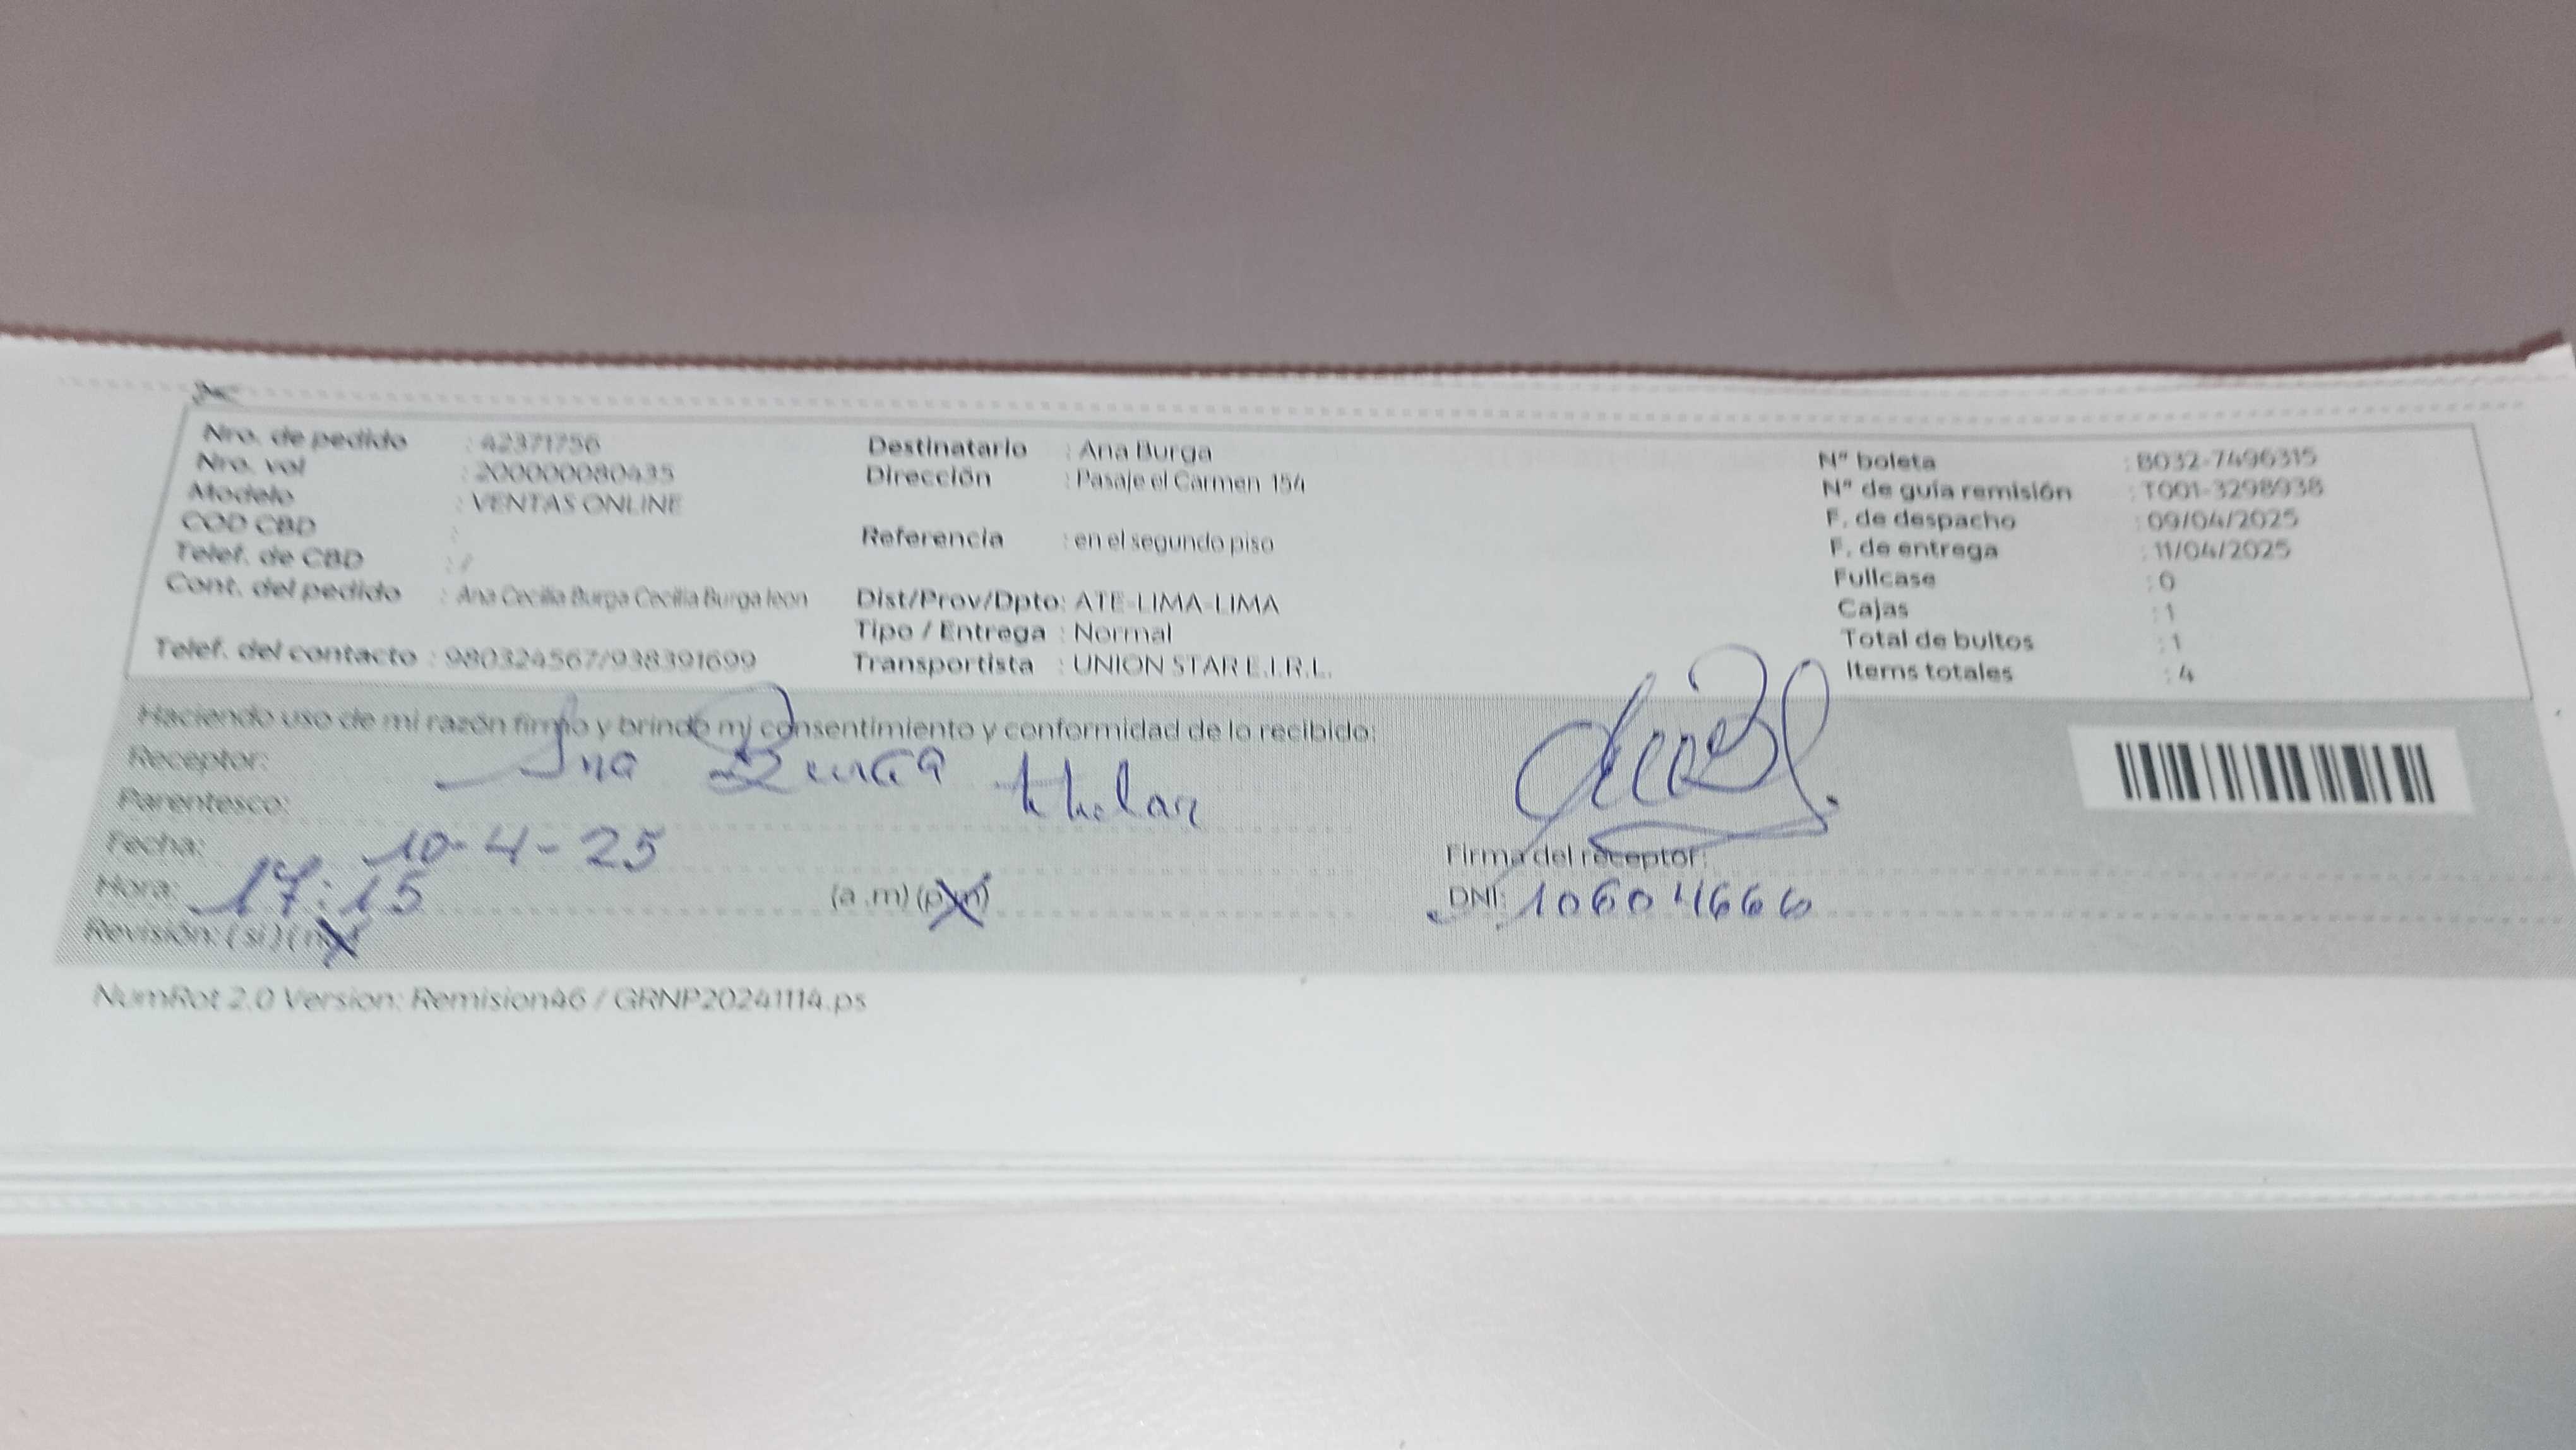 Nro. de pedido : 42371756
Nro. vol : 200000080435
Modelo : VENTAS ONLINE
COD CBD :
Telef. de CBD : /
Cont. del pedido : Ana Cecilia Burga Cecilia Burga leon
Telef. del contacto : 980324567/938391699
Destinatario : Ana Burga
Dirección : Pasaje el Carmen 154
Referencia : en el segundo piso
Dist/Prov/Dpto: ATE-LIMA-LIMA
Tipo / Entrega : Normal
Transportista : UNION STAR E.I.R.L.
N° boleta : B032-7496315
N° de guía remisión : T001-3298938
F. de despacho : 09/04/2025
F. de entrega : 11/04/2025
Fullcase : 0
Cajas : 1
Total de bultos : 1
Items totales : 4
Haciendo uso de mi razón firmo y brindo mi consentimiento y conformidad de lo recibido:
Receptor: Ana Burga
Parentesco: titular
Fecha: 10-4-25
Hora: 17:15 (a .m) (p .m)
Revisión: ( si ) ( no )
Firma del receptor:
DNI: 10604666
NumRot 2.0 Version: Remision46 / GRNP20241114.ps